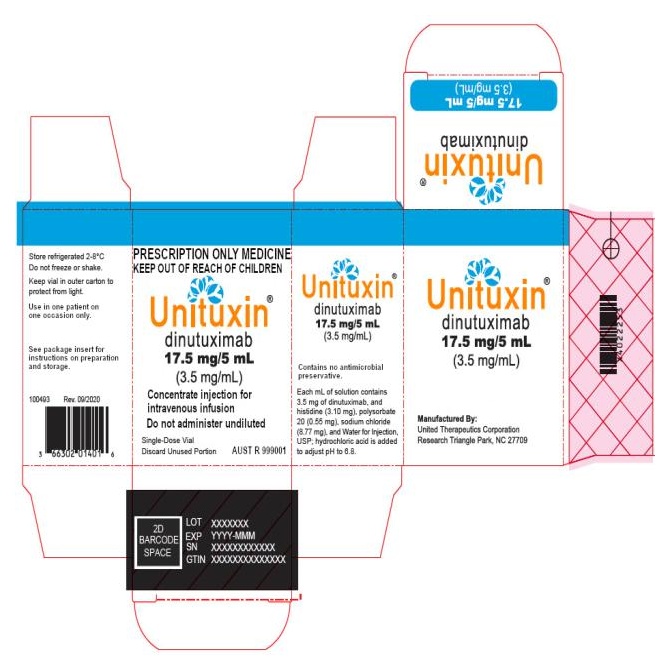 17.5 mg/5 mL
(3.5 mg/mL)
dinutuximab
Unituxin®
Store refrigerated 2-8°C
Do not freeze or shake.
Keep vial in outer carton to
protect from light.
Use in one patient on
one occasion only.
See package insert for
instructions on preparation
and storage.
100493 Rev. 09/2020
3 66302 01401 6
PRESCRIPTION ONLY MEDICINE
KEEP OUT OF REACH OF CHILDREN
Unituxin®
dinutuximab
17.5 mg/5 mL
(3.5 mg/mL)
Concentrate injection for
intravenous infusion
Do not administer undiluted
Single-Dose Vial
Discard Unused Portion AUST R 999001
Unituxin®
dinutuximab
17.5 mg/5 mL
(3.5 mg/mL)
Contains no antimicrobial
preservative.
Each mL of solution contains
3.5 mg of dinutuximab, and
histidine (3.10 mg), polysorbate
20 (0.55 mg), sodium chloride
(8.77 mg), and Water for Injection,
USP; hydrochloric acid is added
to adjust pH to 6.8.
Unituxin®
dinutuximab
17.5 mg/5 mL
(3.5 mg/mL)
Manufactured By:
United Therapeutics Corporation
Research Triangle Park, NC 27709
2D
BARCODE
SPACE
LOT XXXXXXX
EXP YYYY-MMM
SN XXXXXXXXXXXX
GTIN XXXXXXXXXXXXXX